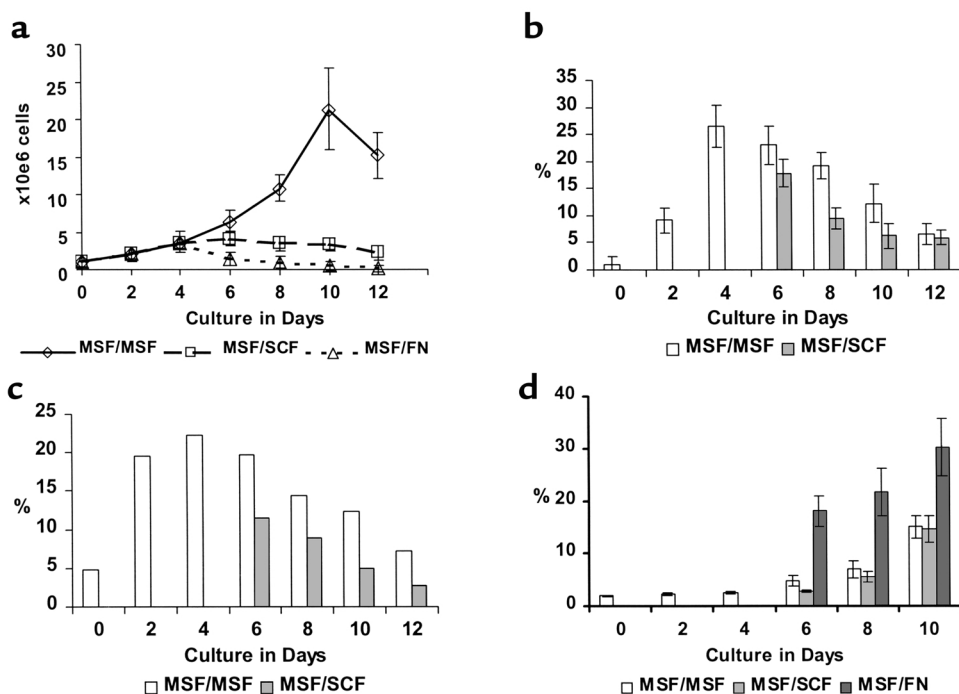 a
x10e6 cells
30
25
20
15
10
5
0
0 2 4 6 8 10 12
Culture in Days
MSF/MSF MSF/SCF MSF/FN
b
%
35
30
25
20
15
10
5
0
0 2 4 6 8 10 12
Culture in Days
MSF/MSF MSF/SCF
c
%
25
20
15
10
5
0
0 2 4 6 8 10 12
Culture in Days
MSF/MSF MSF/SCF
d
%
40
30
20
10
0
0 2 4 6 8 10
Culture in Days
MSF/MSF MSF/SCF MSF/FN